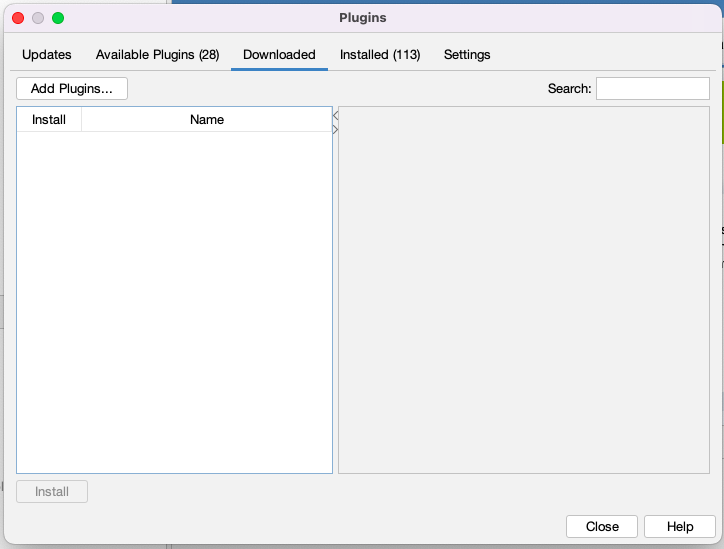 Plugins
Updates Available Plugins (28) Downloaded Installed (113) Settings
Add Plugins... Search:
Install Name
Install
Close Help